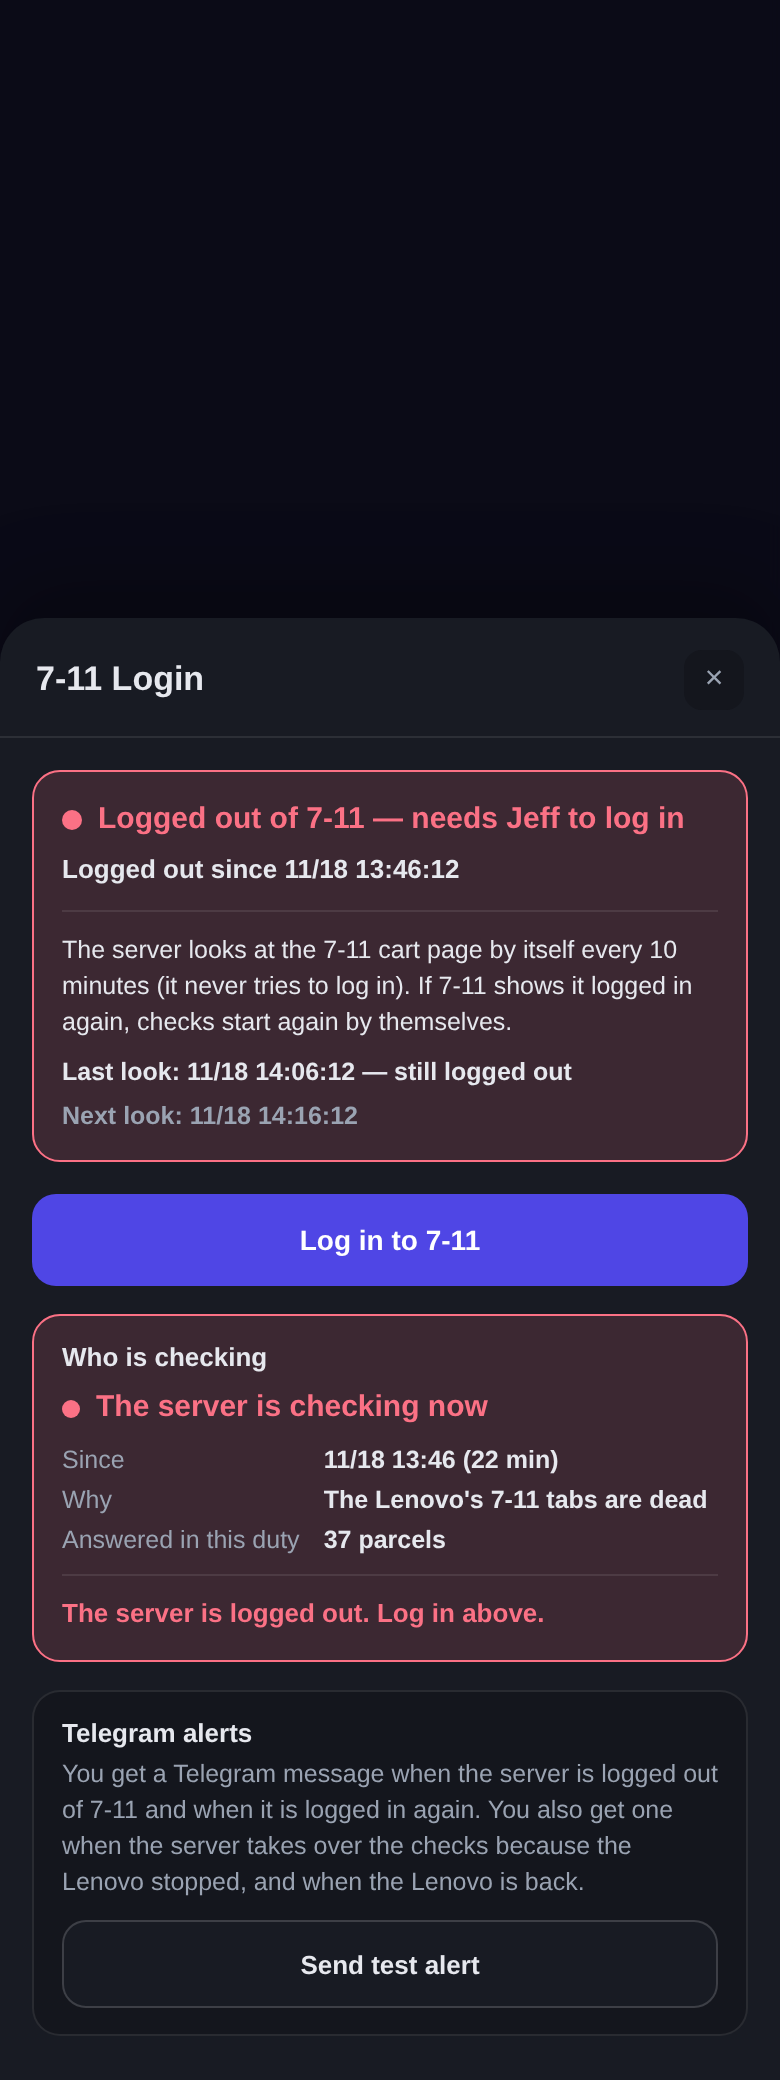 7-11 Login
✕
Logged out of 7-11 — needs Jeff to log in
Logged out since 11/18 13:46:12
The server looks at the 7-11 cart page by itself every 10
minutes (it never tries to log in). If 7-11 shows it logged in
again, checks start again by themselves.
Last look: 11/18 14:06:12 — still logged out
Next look: 11/18 14:16:12
Log in to 7-11
Who is checking
The server is checking now
Since 11/18 13:46 (22 min)
Why The Lenovo's 7-11 tabs are dead
Answered in this duty 37 parcels
The server is logged out. Log in above.
Telegram alerts
You get a Telegram message when the server is logged out
of 7-11 and when it is logged in again. You also get one
when the server takes over the checks because the
Lenovo stopped, and when the Lenovo is back.
Send test alert